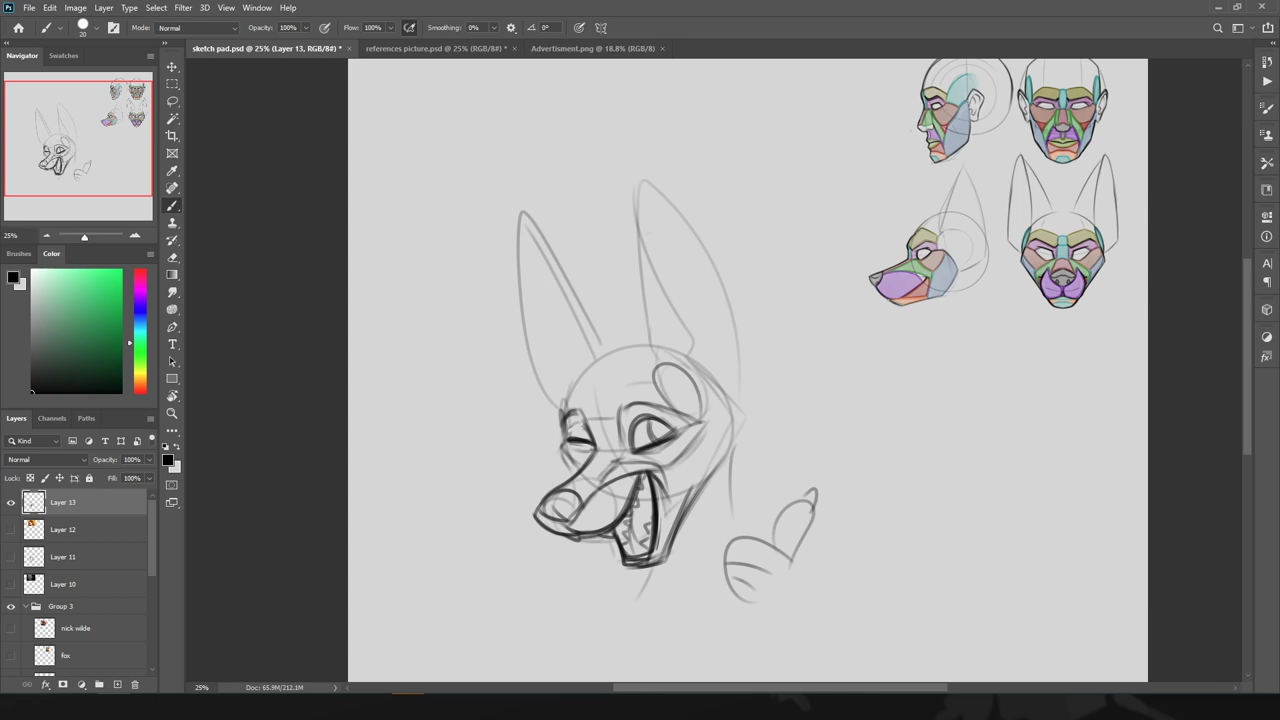 Ps File Edit Image Layer Type Select Filter 3D View Window Help
20 Mode: Normal Opacity: 100% Flow: 100% Smoothing: 0% 0°
Navigator Swatches
sketch pad.psd @ 25% (Layer 13, RGB/8#) * × references picture.psd @ 25% (RGB/8#) * × Advertisment.png @ 18.8% (RGB/8) ×
25%
Brushes Color
Layers Channels Paths
Kind
Normal Opacity: 100%
Lock: Fill: 100%
Layer 13
Layer 12
Layer 11
Layer 10
Group 3
nick wilde
fox
25% Doc: 65.9M/212.1M